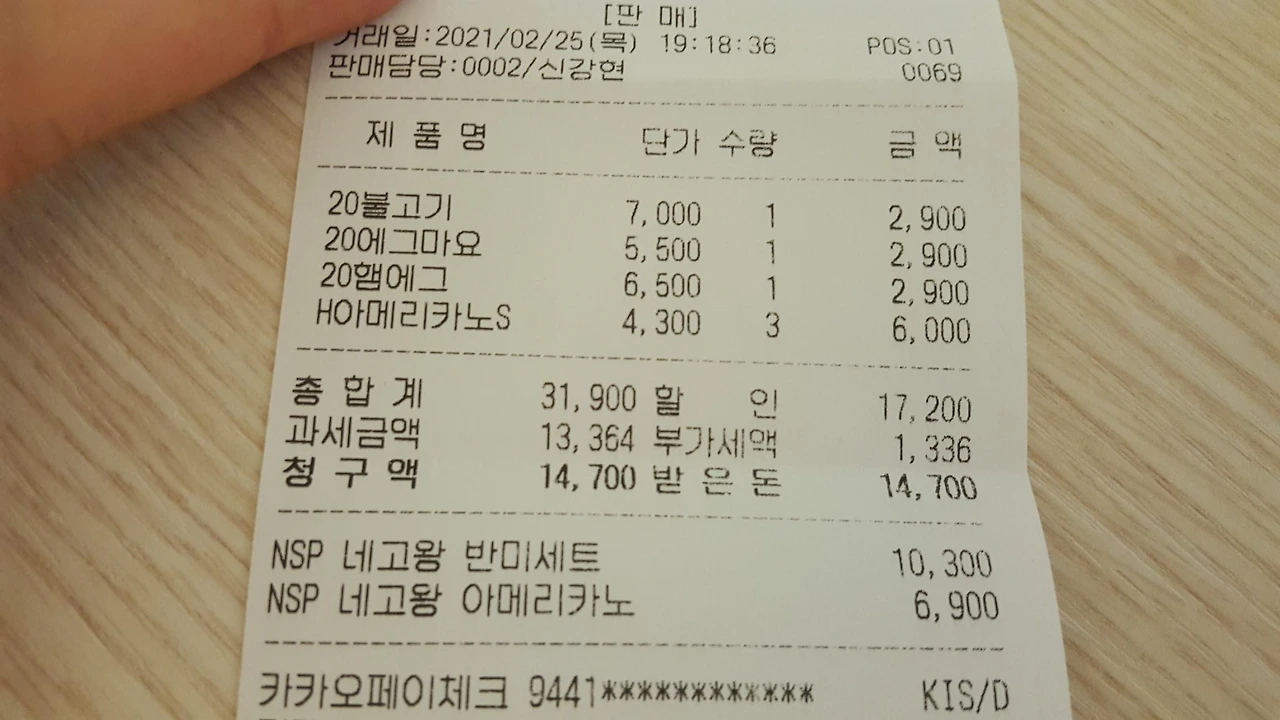 [판 매]
거래일:2021/02/25(목) 19:18:36 POS:01
판매담당:0002/신강현 0069
제 품 명 단가 수량 금 액
20불고기 7,000 1 2,900
20에그마요 5,500 1 2,900
20햄에그 6,500 1 2,900
H아메리카노S 4,300 3 6,000
총 합 계 31,900 할 인 17,200
과세금액 13,364 부가세액 1,336
청 구 액 14,700 받 은 돈 14,700
NSP 네고왕 반미세트 10,300
NSP 네고왕 아메리카노 6,900
카카오페이체크 9441************ KIS/D